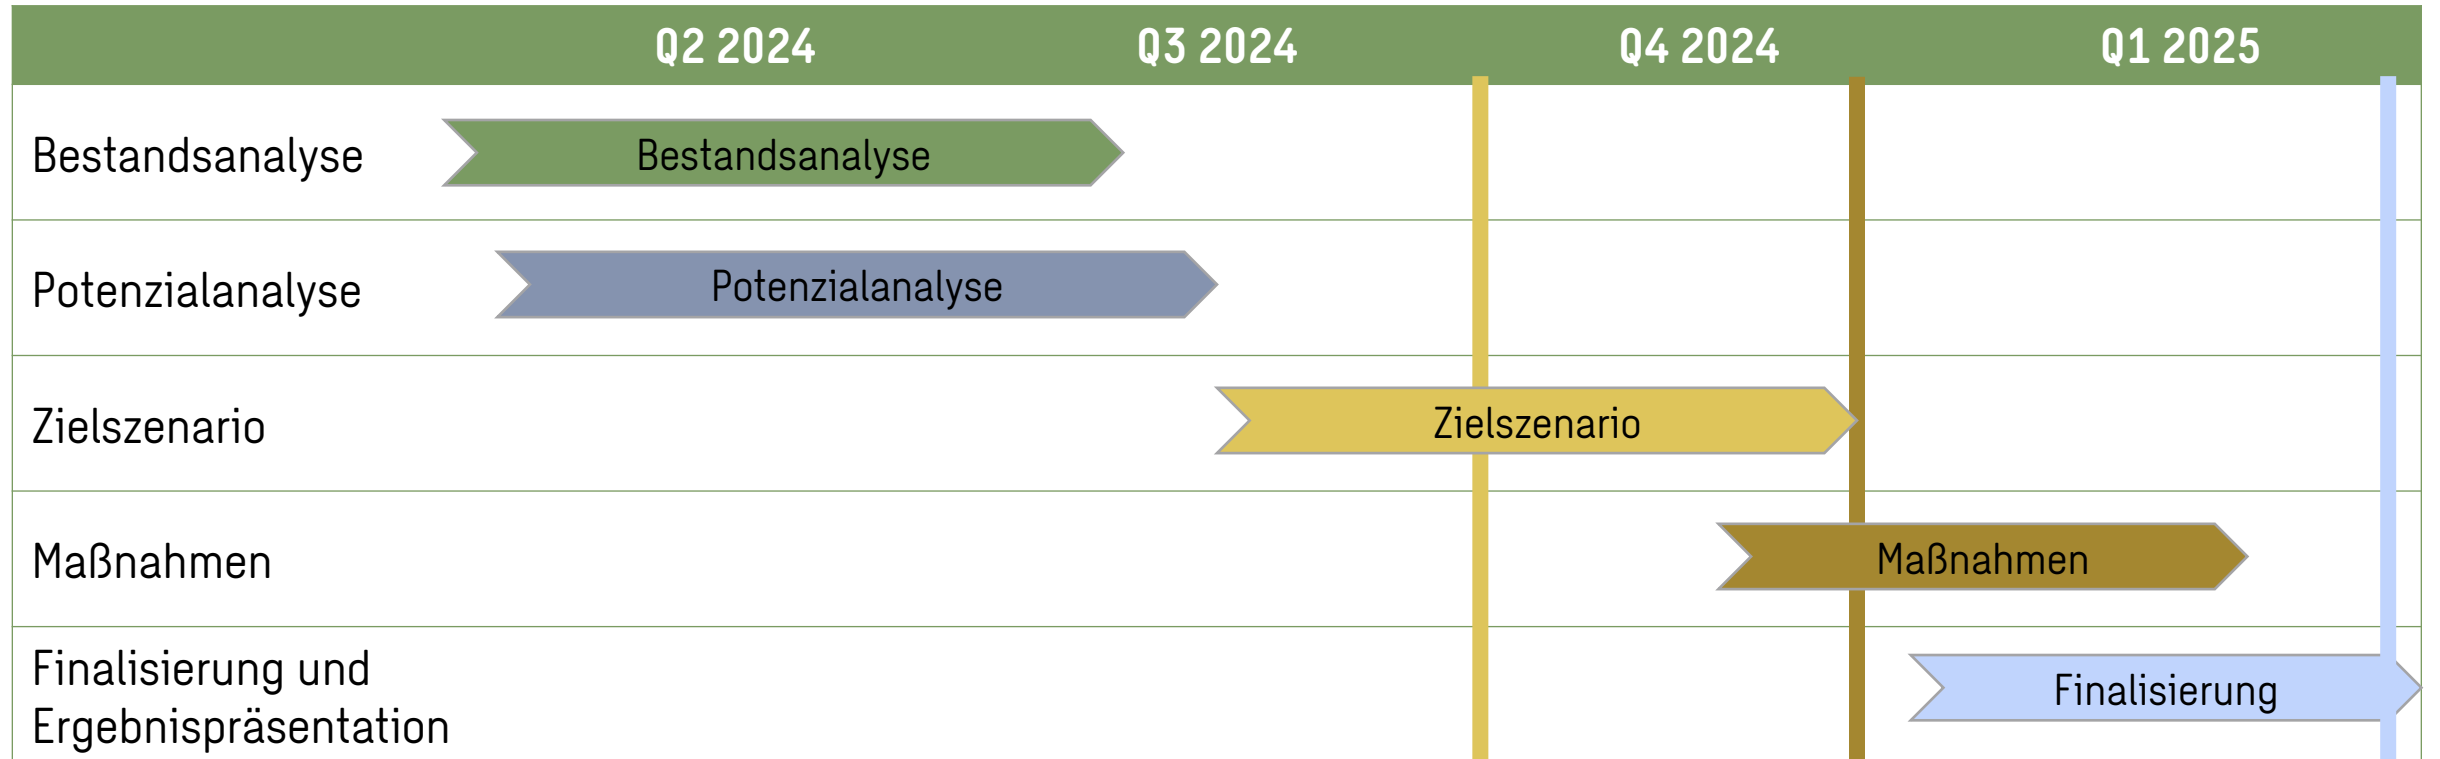 Q2 2024 Q3 2024 Q4 2024 Q1 2025
Bestandsanalyse Bestandsanalyse
Potenzialanalyse Potenzialanalyse
Zielszenario Zielszenario
Maßnahmen Maßnahmen
Finalisierung und
Ergebnispräsentation
Finalisierung